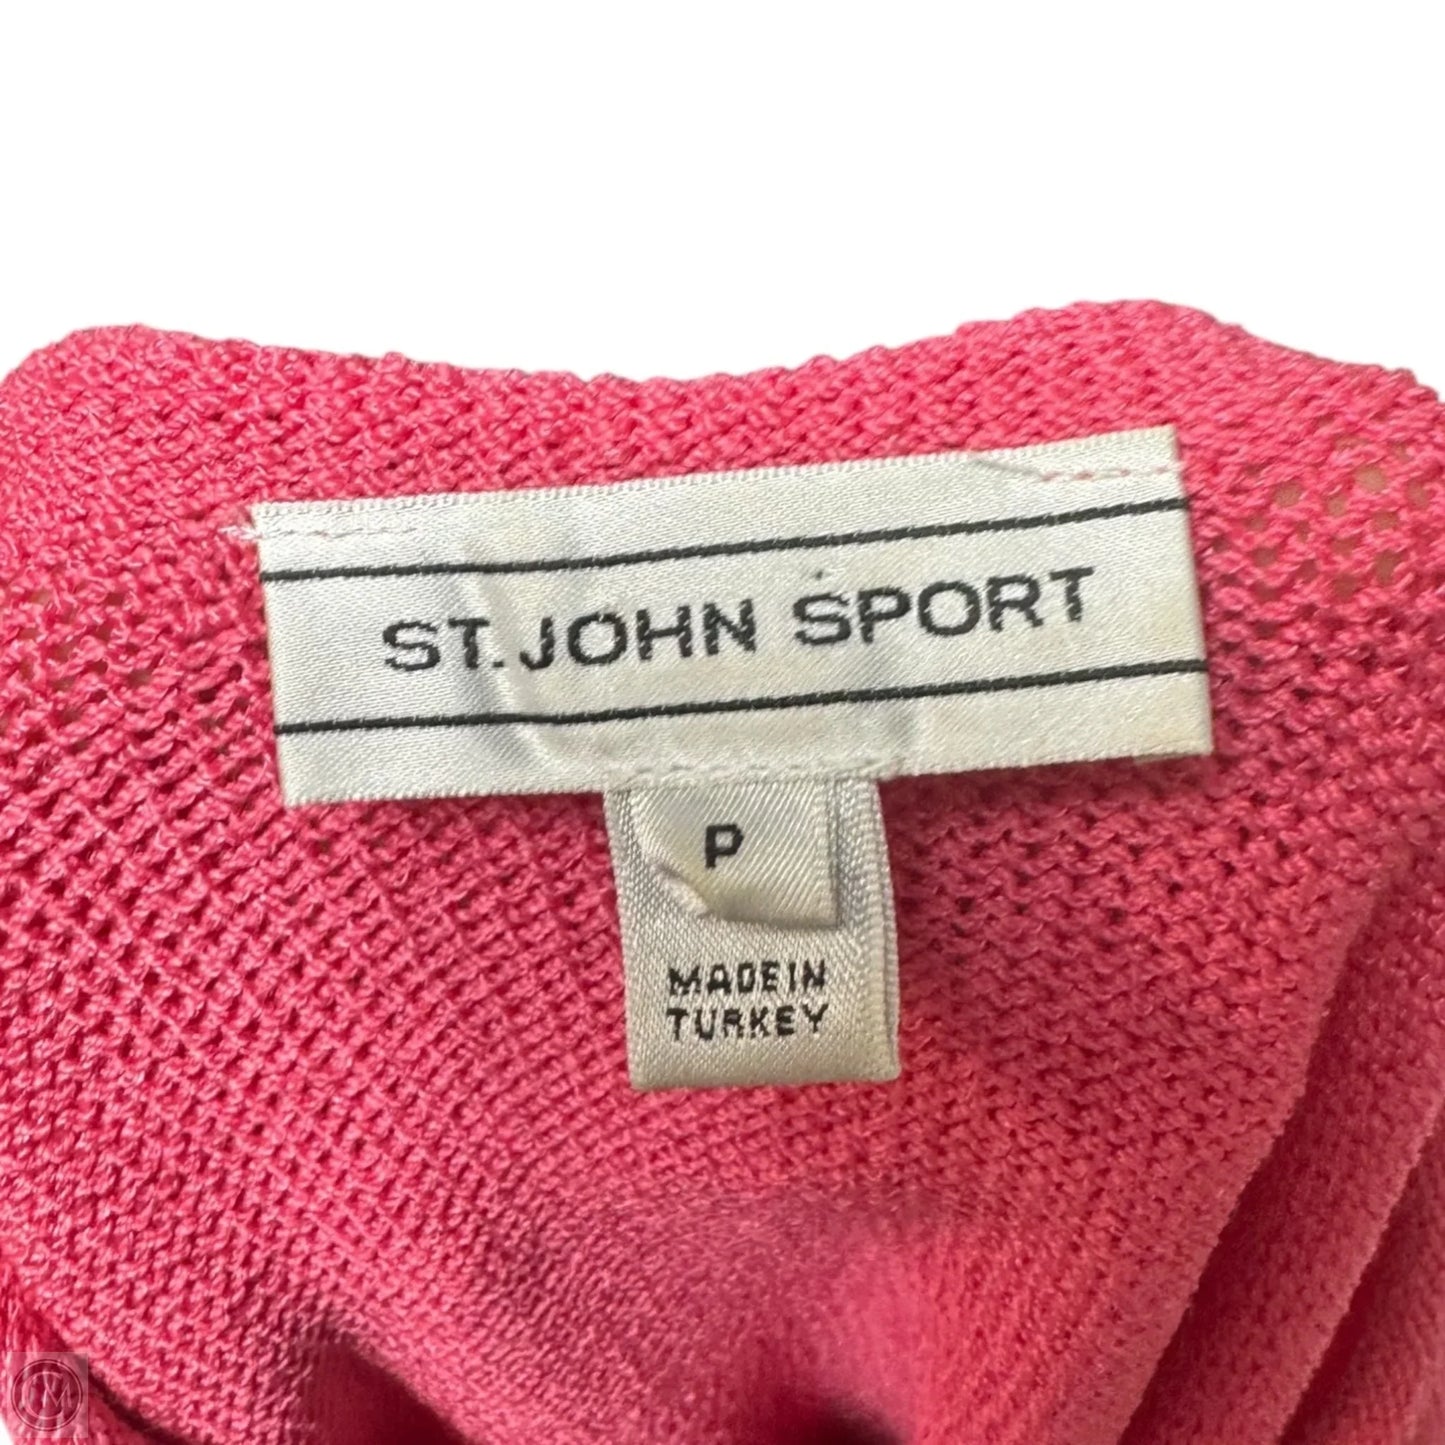 ST. JOHN SPORT
P
MADE IN
TURKEY